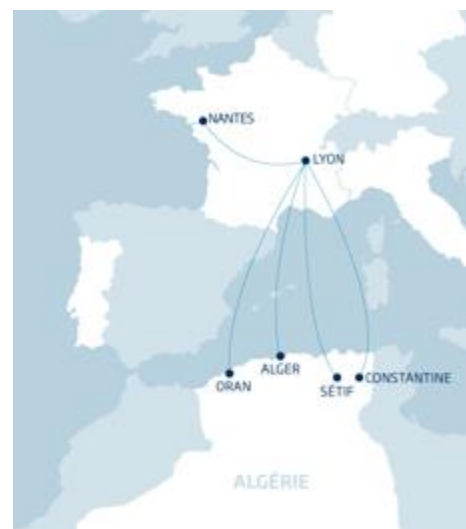 NANTES
LYON
ALGER
ORAN
CONSTANTINE
SÉTIF
ALGÉRIE